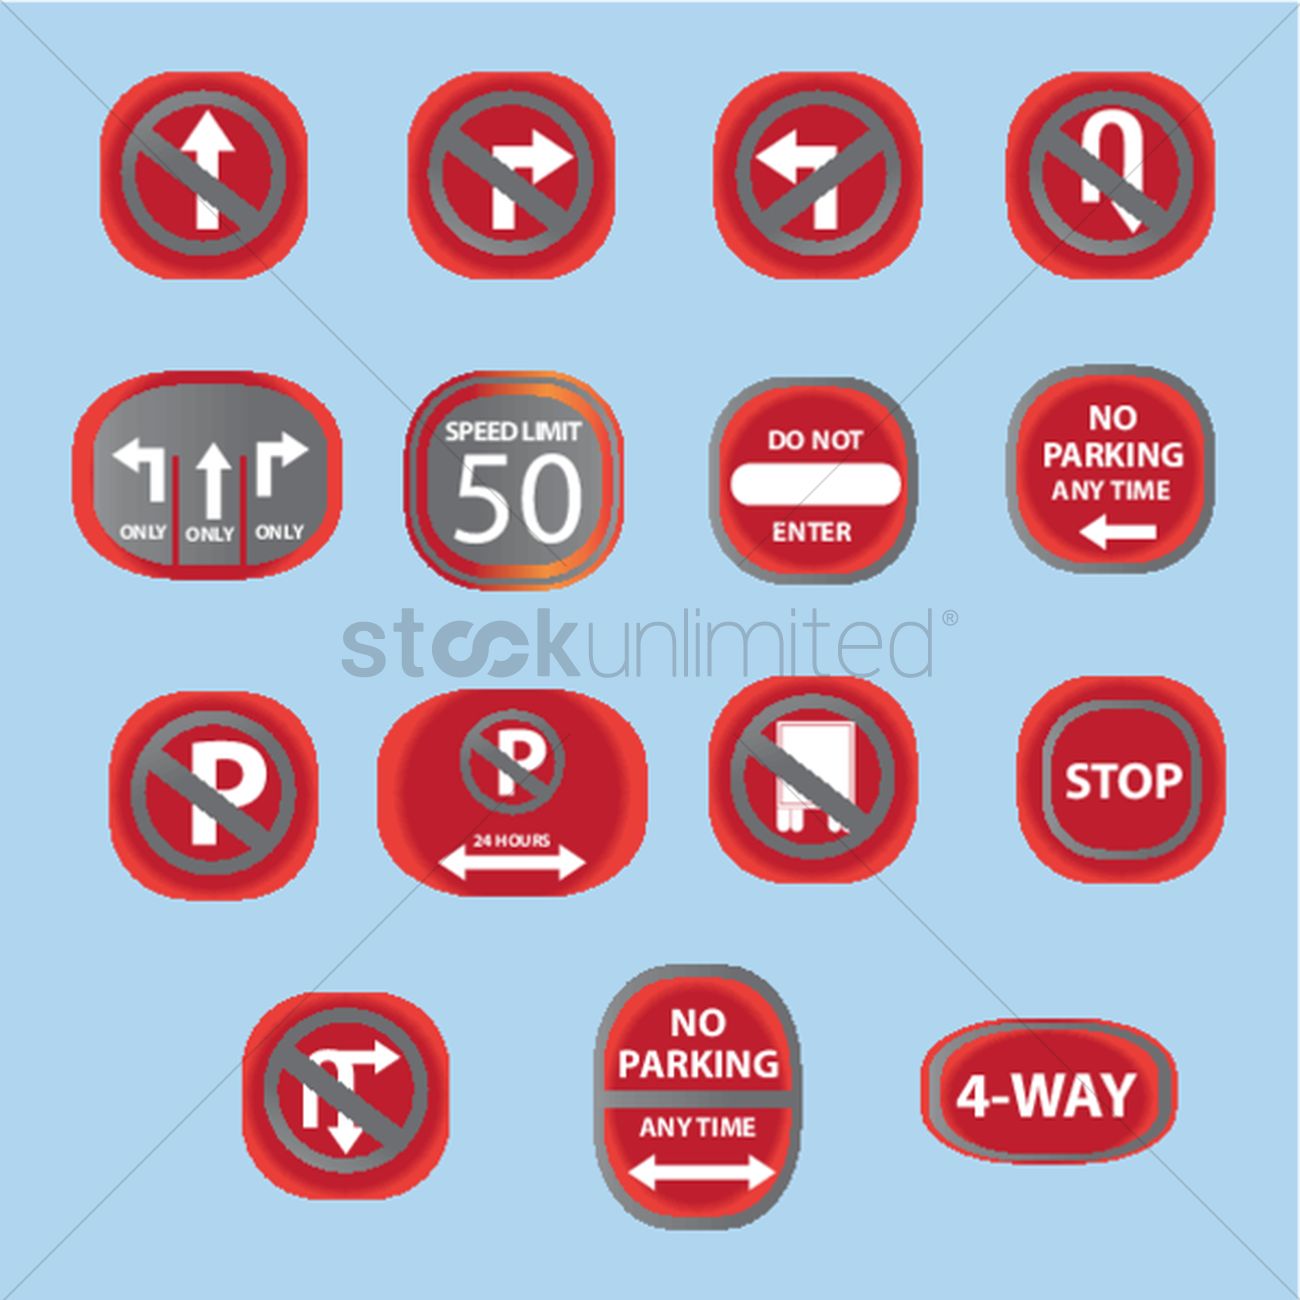 ONLY ONLY ONLY
SPEED LIMIT
50
DO NOT
ENTER
NO
PARKING
ANY TIME
stockunlimited®
P
P
24 HOURS
STOP
NO
PARKING
ANY TIME
4-WAY